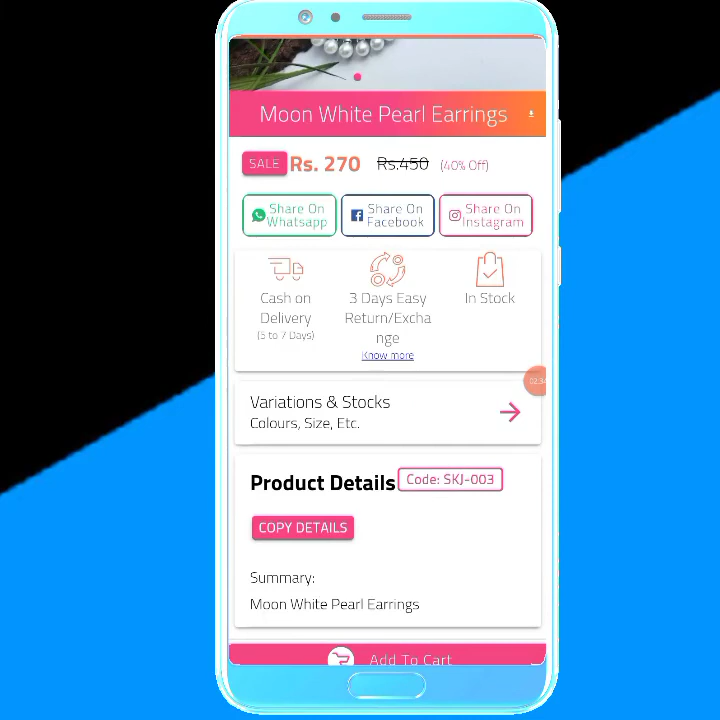 Moon White Pearl Earrings
SALE Rs. 270 Rs.450 (40% Off)
Share On Whatsapp
Share On Facebook
Share On Instagram
Cash on Delivery
(5 to 7 Days)
3 Days Easy
Return/Excha
nge
Know more
In Stock
Variations & Stocks
Colours, Size, Etc.
Product Details Code: SKJ-003
COPY DETAILS
Summary:
Moon White Pearl Earrings
Add To Cart